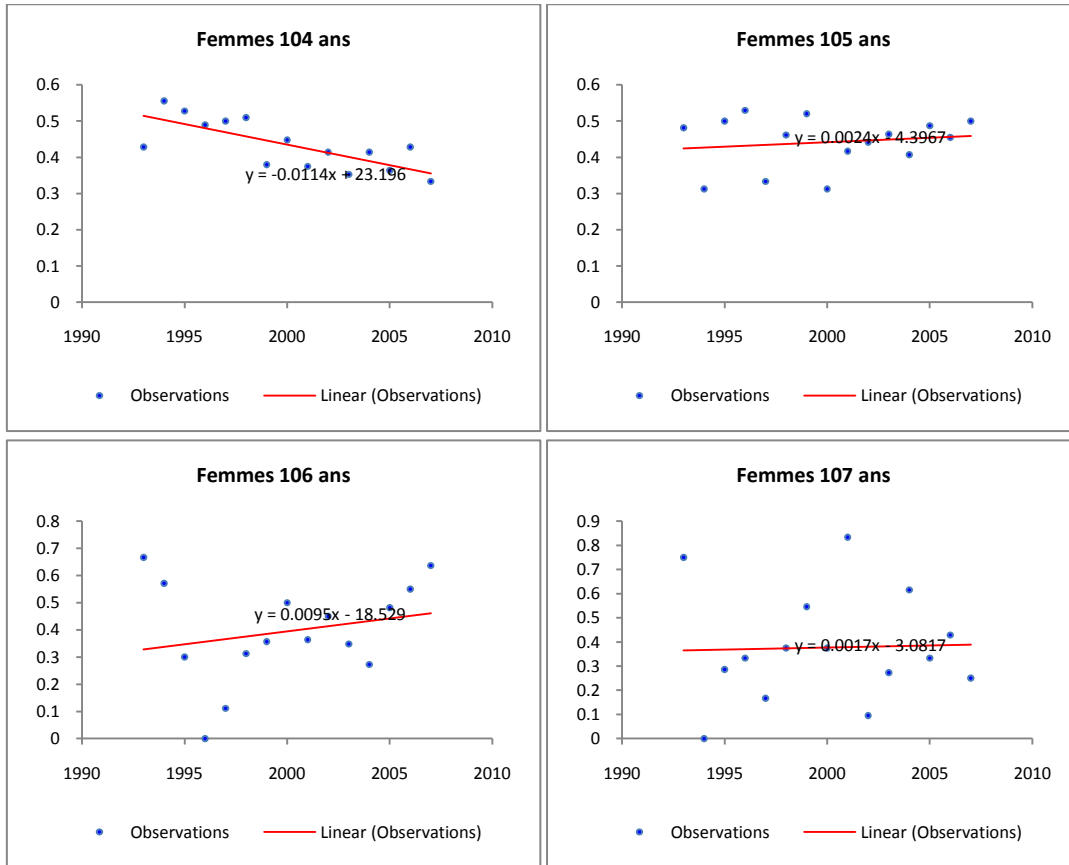 Femmes 104 ans
0.6
0.5
0.4
0.3
0.2
0.1
0
y = -0.0114x + 23.196
1990 1995 2000 2005 2010
Observations Linear (Observations)
Femmes 105 ans
0.6
0.5
0.4
0.3
0.2
0.1
0
y = 0.0024x - 4.3967
1990 1995 2000 2005 2010
Observations Linear (Observations)
Femmes 106 ans
0.8
0.7
0.6
0.5
0.4
0.3
0.2
0.1
0
y = 0.0095x - 18.529
1990 1995 2000 2005 2010
Observations Linear (Observations)
Femmes 107 ans
0.9
0.8
0.7
0.6
0.5
0.4
0.3
0.2
0.1
0
y = 0.0017x - 3.0817
1990 1995 2000 2005 2010
Observations Linear (Observations)